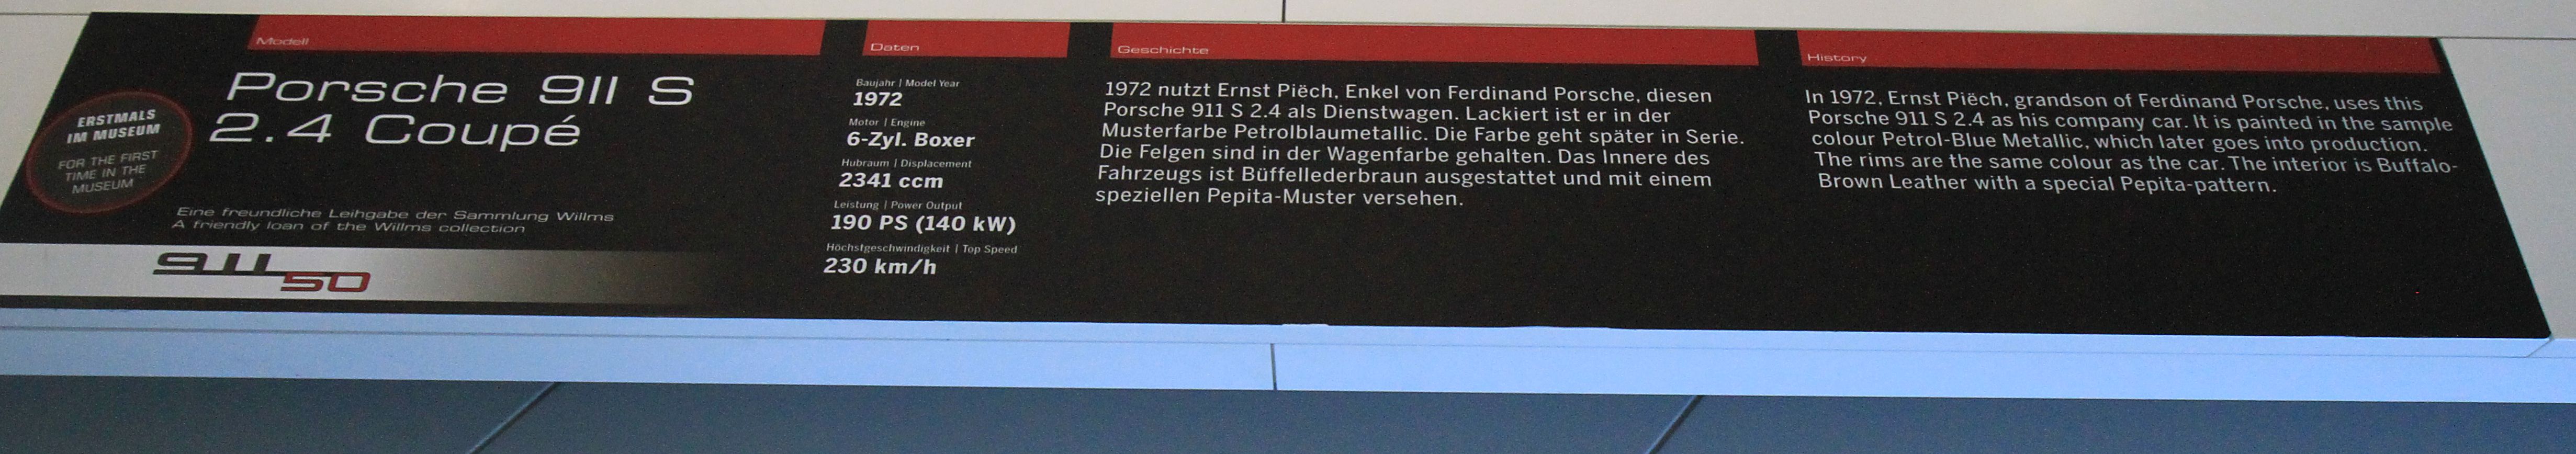 Modell
Porsche 911 S
2.4 Coupé
ERSTMALS
IM MUSEUM
FOR THE FIRST
TIME IN THE
MUSEUM
Eine freundliche Leihgabe der Sammlung Willms
A friendly loan of the Willms collection
911
50
Daten
Baujahr | Model Year
1972
Motor | Engine
6-Zyl. Boxer
Hubraum | Displacement
2341 ccm
Leistung | Power Output
190 PS (140 kW)
Höchstgeschwindigkeit | Top Speed
230 km/h
Geschichte
1972 nutzt Ernst Piëch, Enkel von Ferdinand Porsche, diesen
Porsche 911 S 2.4 als Dienstwagen. Lackiert ist er in der
Musterfarbe Petrolblaumetallic. Die Farbe geht später in Serie.
Die Felgen sind in der Wagenfarbe gehalten. Das Innere des
Fahrzeugs ist Büffellederbraun ausgestattet und mit einem
speziellen Pepita-Muster versehen.
History
In 1972, Ernst Piëch, grandson of Ferdinand Porsche, uses this
Porsche 911 S 2.4 as his company car. It is painted in the sample
colour Petrol-Blue Metallic, which later goes into production.
The rims are the same colour as the car. The interior is Buffalo-
Brown Leather with a special Pepita-pattern.